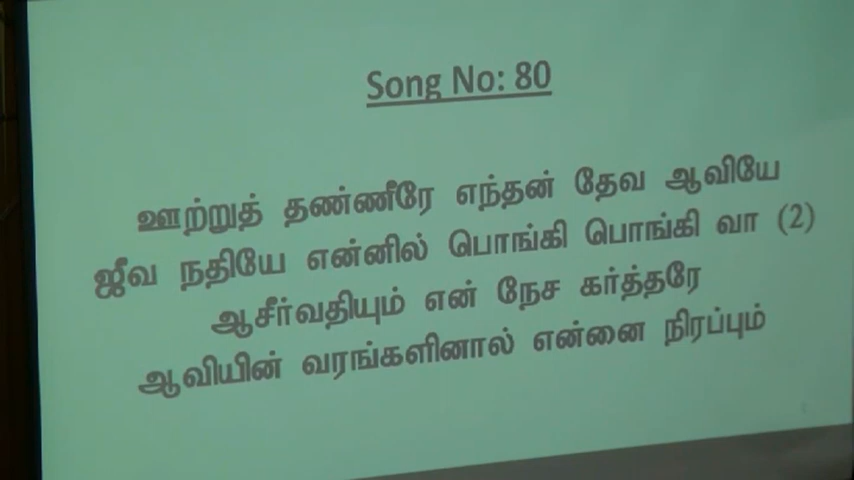 Song No: 80
ஊற்றுத் தண்ணீரே எந்தன் தேவ ஆவியே
ஜீவ நதியே என்னில் பொங்கி பொங்கி வா (2)
ஆசீர்வதியும் என் நேச கர்த்தரே
ஆவியின் வரங்களினால் என்னை நிரப்பும்